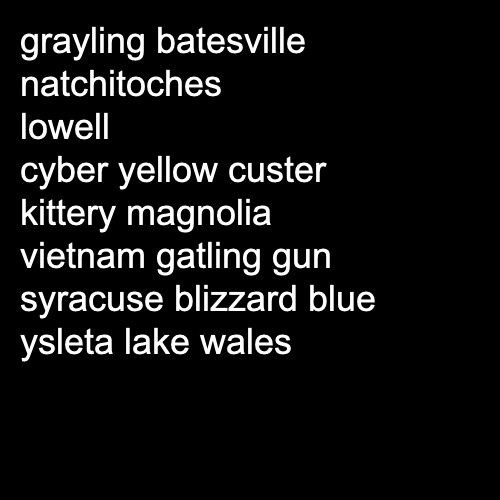 grayling batesville
natchitoches
lowell
cyber yellow custer
kittery magnolia
vietnam gatling gun
syracuse blizzard blue
ysleta lake wales